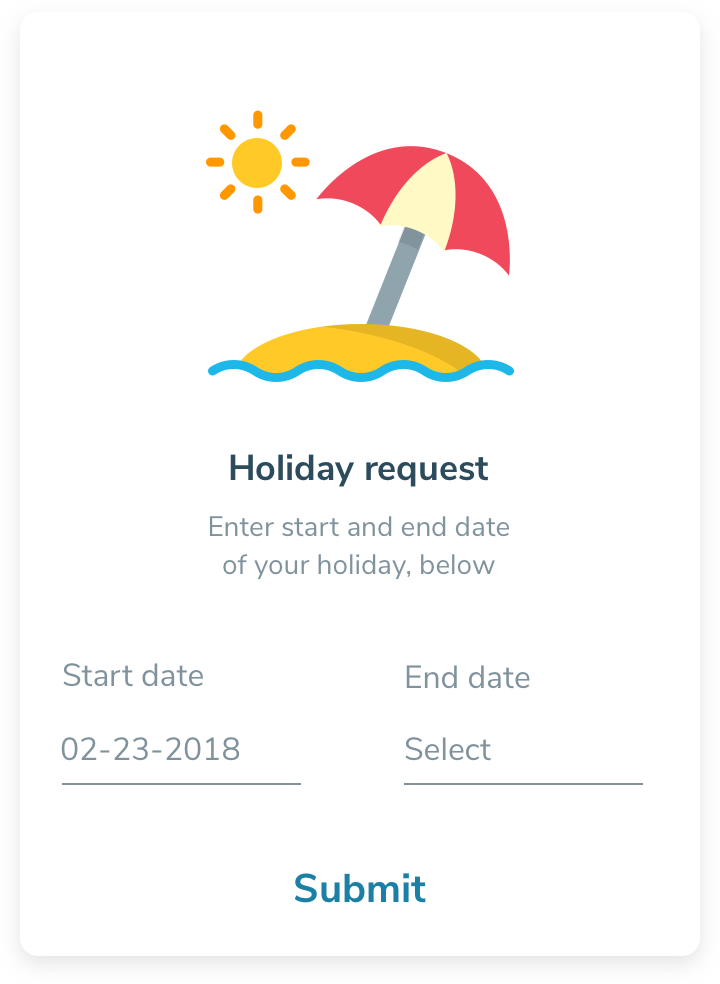 Holiday request
Enter start and end date
of your holiday, below
Start date
End date
02-23-2018
Select
Submit